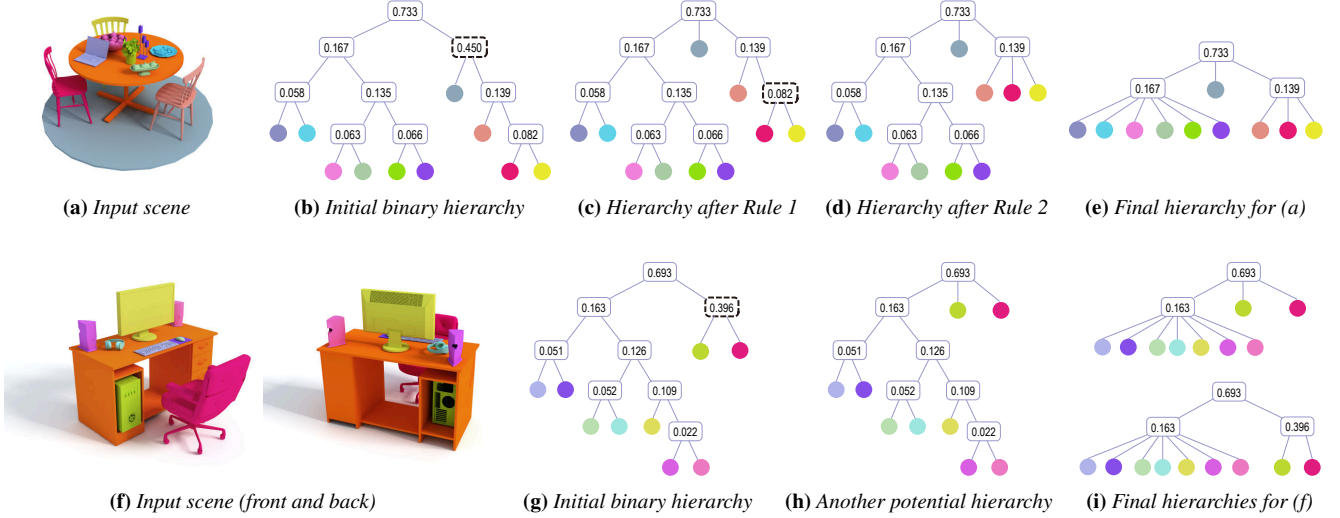 0.733
0.167 0.450
0.058 0.135 0.139
0.063 0.066 0.082
0.733
0.167 0.139
0.058 0.135 0.082
0.063 0.066
0.733
0.167 0.139
0.058 0.135
0.063 0.066
0.733
0.167 0.139
(a) Input scene
(b) Initial binary hierarchy
(c) Hierarchy after Rule 1
(d) Hierarchy after Rule 2
(e) Final hierarchy for (a)
0.693
0.163 0.396
0.051 0.126
0.052 0.109
0.022
0.693
0.163
0.051 0.126
0.052 0.109
0.022
0.693
0.163
0.693
0.163 0.396
(f) Input scene (front and back)
(g) Initial binary hierarchy
(h) Another potential hierarchy
(i) Final hierarchies for (f)